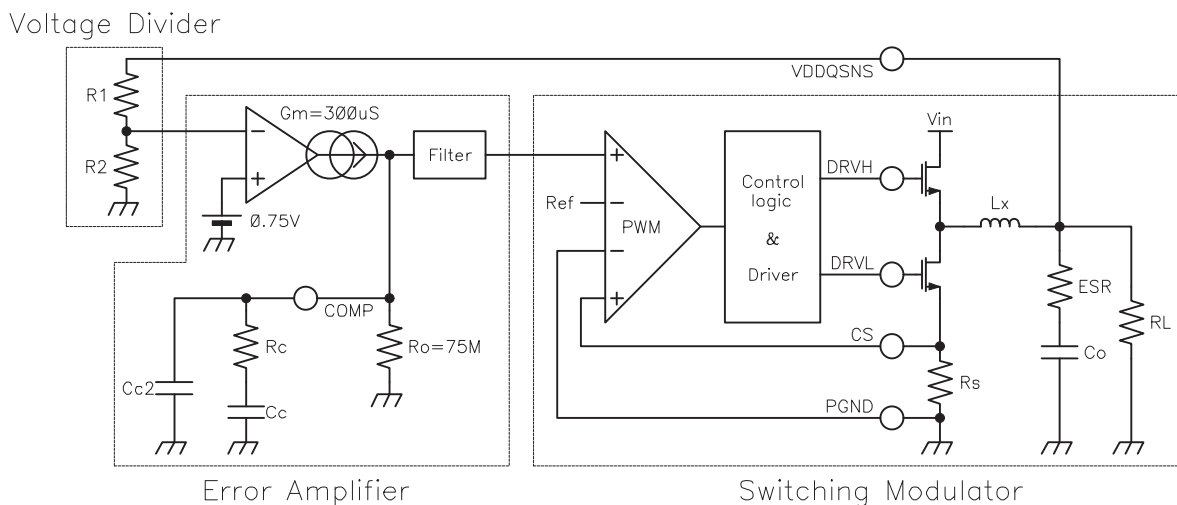 Voltage Divider
VDDQSNS
R1
R2
Gm=300uS
Filter
0.75V
COMP
Rc
Ro=75M
Cc2
Cc
Error Amplifier
Vin
DRVH
Control
logic
&
Driver
Ref
PWM
Lx
DRVL
ESR
RL
CS
Co
Rs
PGND
Switching Modulator